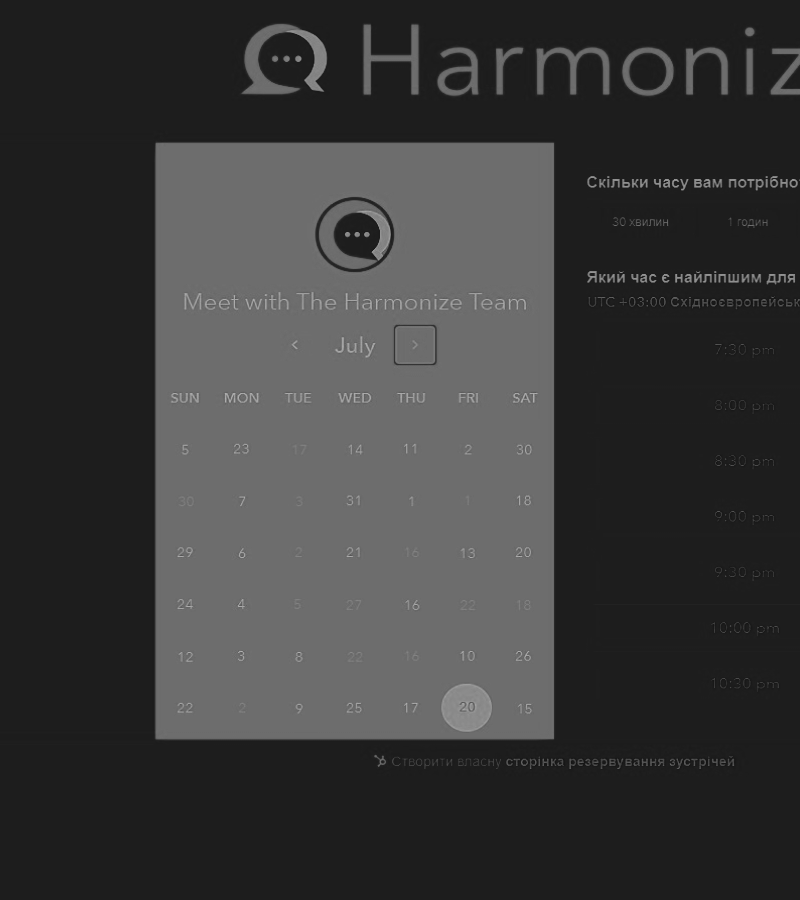 Harmoniz
Meet with The Harmonize Team
July
SUN MON TUE WED THU FRI SAT
5 23 17 14 11 2 30
30 7 3 31 1 1 18
29 6 2 21 16 13 20
24 4 5 27 16 22 18
12 3 8 22 16 10 26
22 2 9 25 17 20 15
Скільки часу вам потрібно
30 хвилин 1 годин
Який час є найліпшим для
UTC +03:00 Східноєвропейськ
7:30 pm
8:00 pm
8:30 pm
9:00 pm
9:30 pm
10:00 pm
10:30 pm
Створити власну сторінка резервування зустрічей